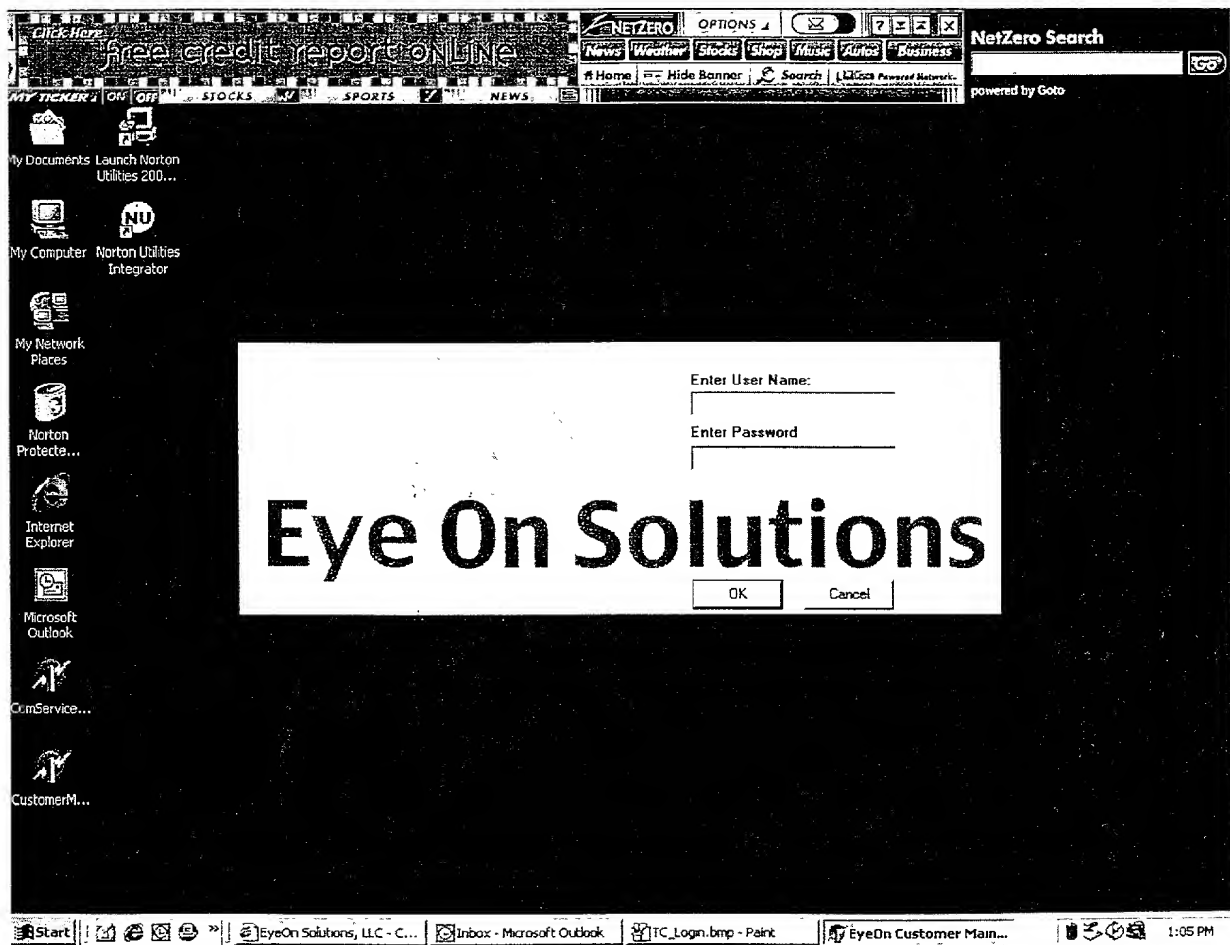 Click Here
free credit report onLine
NETZERO OPTIONS
News Weather Stocks Shop Music Autos Business
Home Hide Banner Search
MY TICKER ON OFF STOCKS SPORTS NEWS
NetZero Search
GO
powered by Goto
My Documents
Launch Norton
Utilities 200...
My Computer
NU
Norton Utilities
Integrator
My Network
Places
Norton
Protecte...
Internet
Explorer
Microsoft
Outlook
ComService...
CustomerM...
Enter User Name:
Enter Password
Eye On Solutions
OK Cancel
Start » EyeOn Solutions, LLC - C... Inbox - Microsoft Outlook TC_Login.bmp - Paint EyeOn Customer Main... 1:05 PM